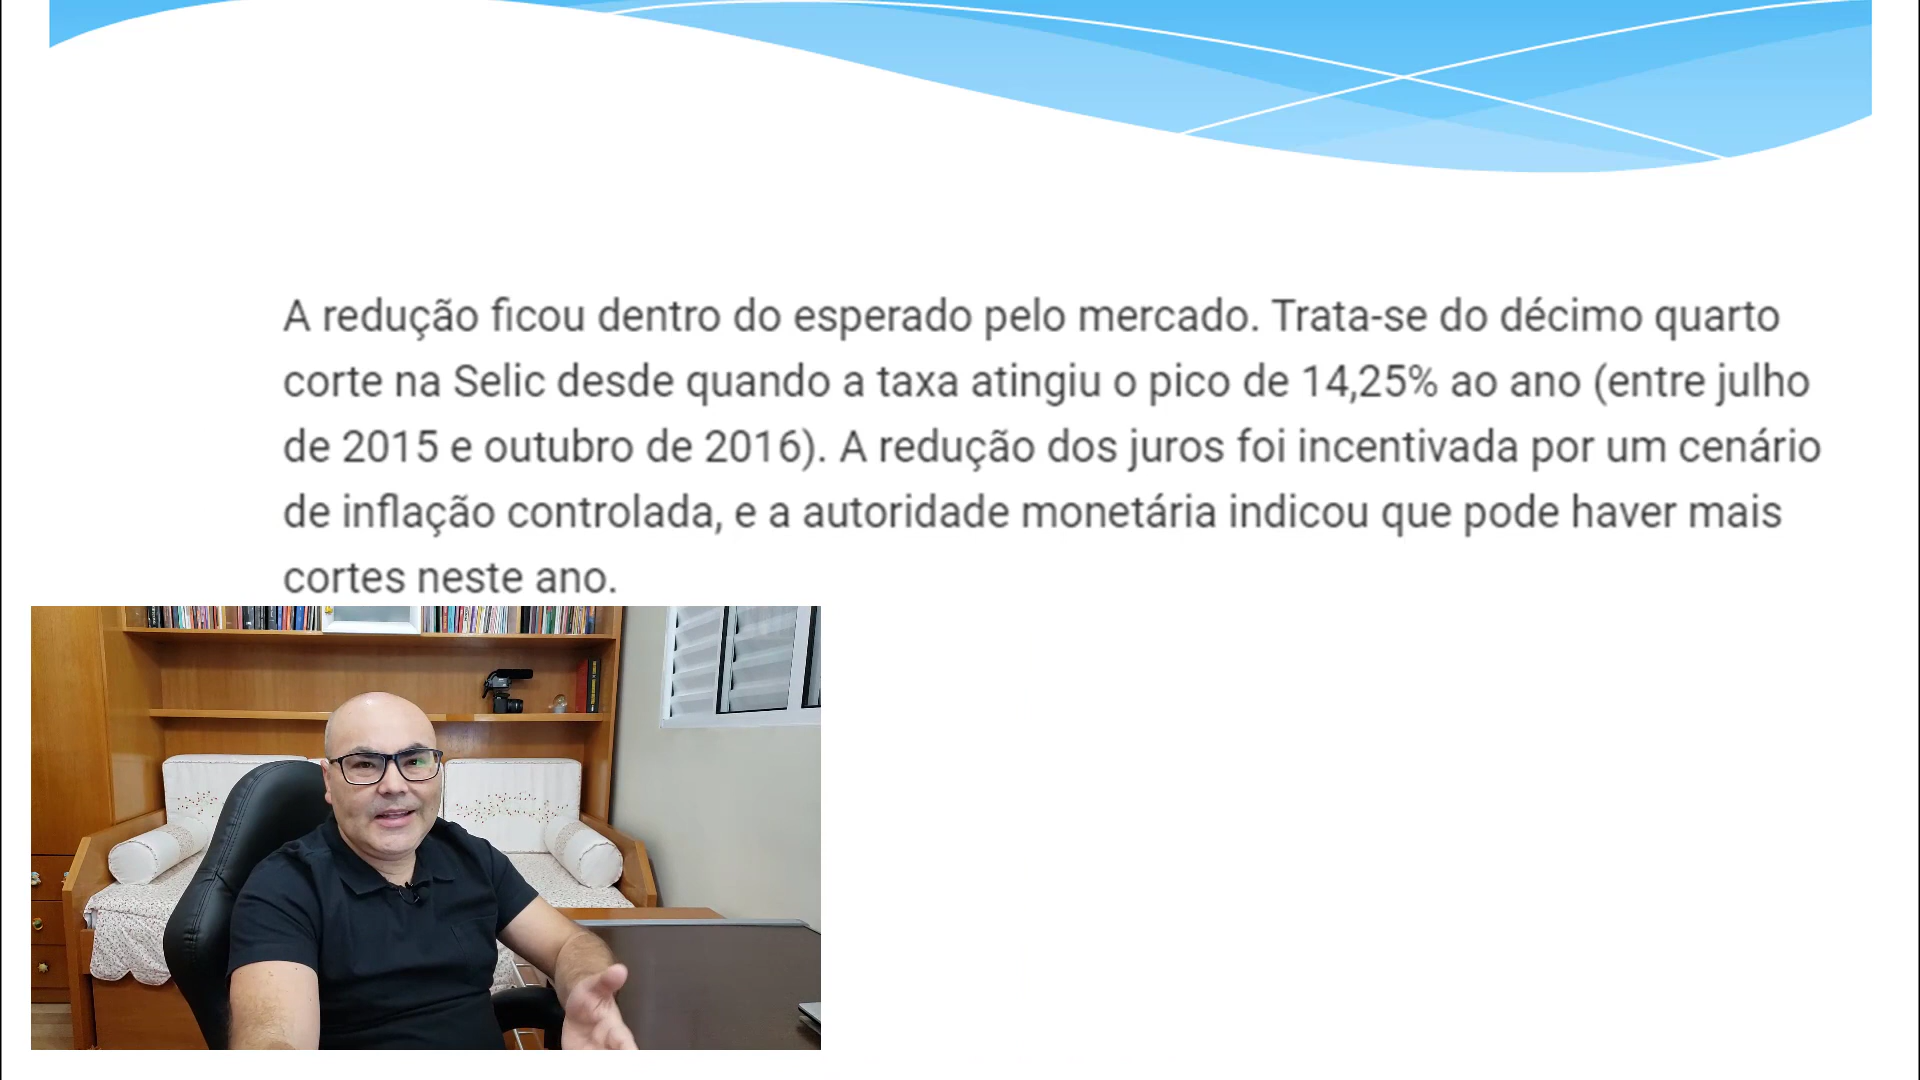 A redução ficou dentro do esperado pelo mercado. Trata-se do décimo quarto
corte na Selic desde quando a taxa atingiu o pico de 14,25% ao ano (entre julho
de 2015 e outubro de 2016). A redução dos juros foi incentivada por um cenário
de inflação controlada, e a autoridade monetária indicou que pode haver mais
cortes neste ano.